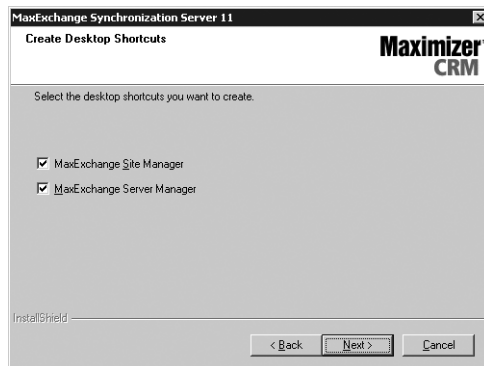 MaxExchange Synchronization Server 11
Create Desktop Shortcuts
Maximizer
CRM
Select the desktop shortcuts you want to create.
MaxExchange Site Manager
MaxExchange Server Manager
InstallShield
< Back Next > Cancel